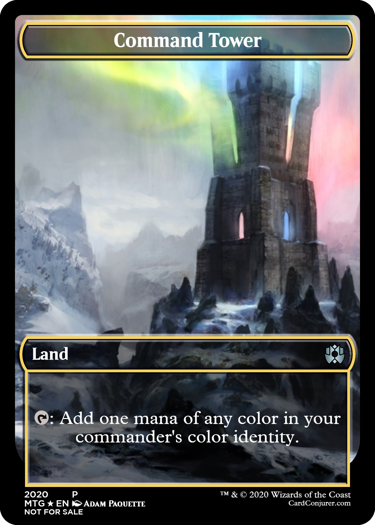 Command Tower
Land
: Add one mana of any color in your
commander's color identity.
2020 P
MTG ★ EN Adam Paquette
NOT FOR SALE
™ & © 2020 Wizards of the Coast
CardConjurer.com